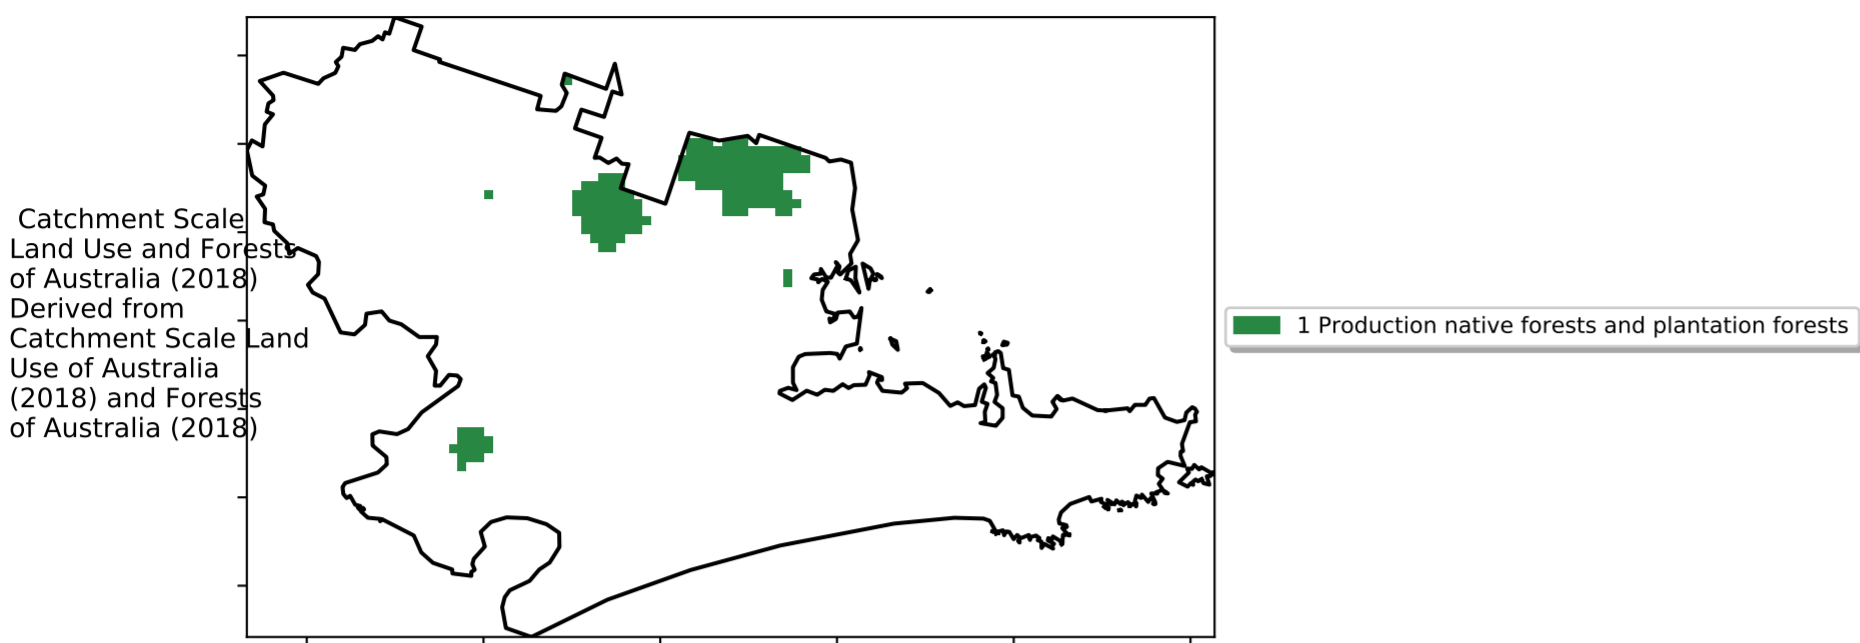 Catchment Scale
Land Use and Forests
of Australia (2018)
Derived from
Catchment Scale Land
Use of Australia
(2018) and Forests
of Australia (2018)
1 Production native forests and plantation forests